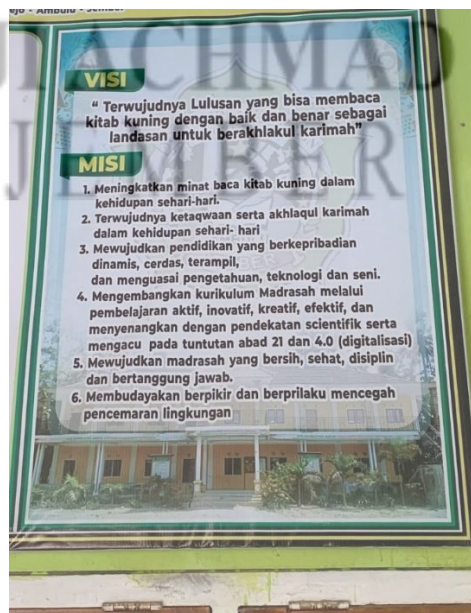 Ambulu - Jember
VISI
“ Terwujudnya Lulusan yang bisa membaca
kitab kuning dengan baik dan benar sebagai
landasan untuk berakhlakul karimah”
MISI
1. Meningkatkan minat baca kitab kuning dalam
kehidupan sehari-hari.
2. Terwujudnya ketaqwaan serta akhlaqul karimah
dalam kehidupan sehari- hari
3. Mewujudkan pendidikan yang berkepribadian
dinamis, cerdas, terampil,
dan menguasai pengetahuan, teknologi dan seni.
4. Mengembangkan kurikulum Madrasah melalui
pembelajaran aktif, inovatif, kreatif, efektif, dan
menyenangkan dengan pendekatan scientifik serta
mengacu pada tuntutan abad 21 dan 4.0 (digitalisasi)
5. Mewujudkan madrasah yang bersih, sehat, disiplin
dan bertanggung jawab.
6. Membudayakan berpikir dan berprilaku mencegah
pencemaran lingkungan
ACHMAD
JEMBER